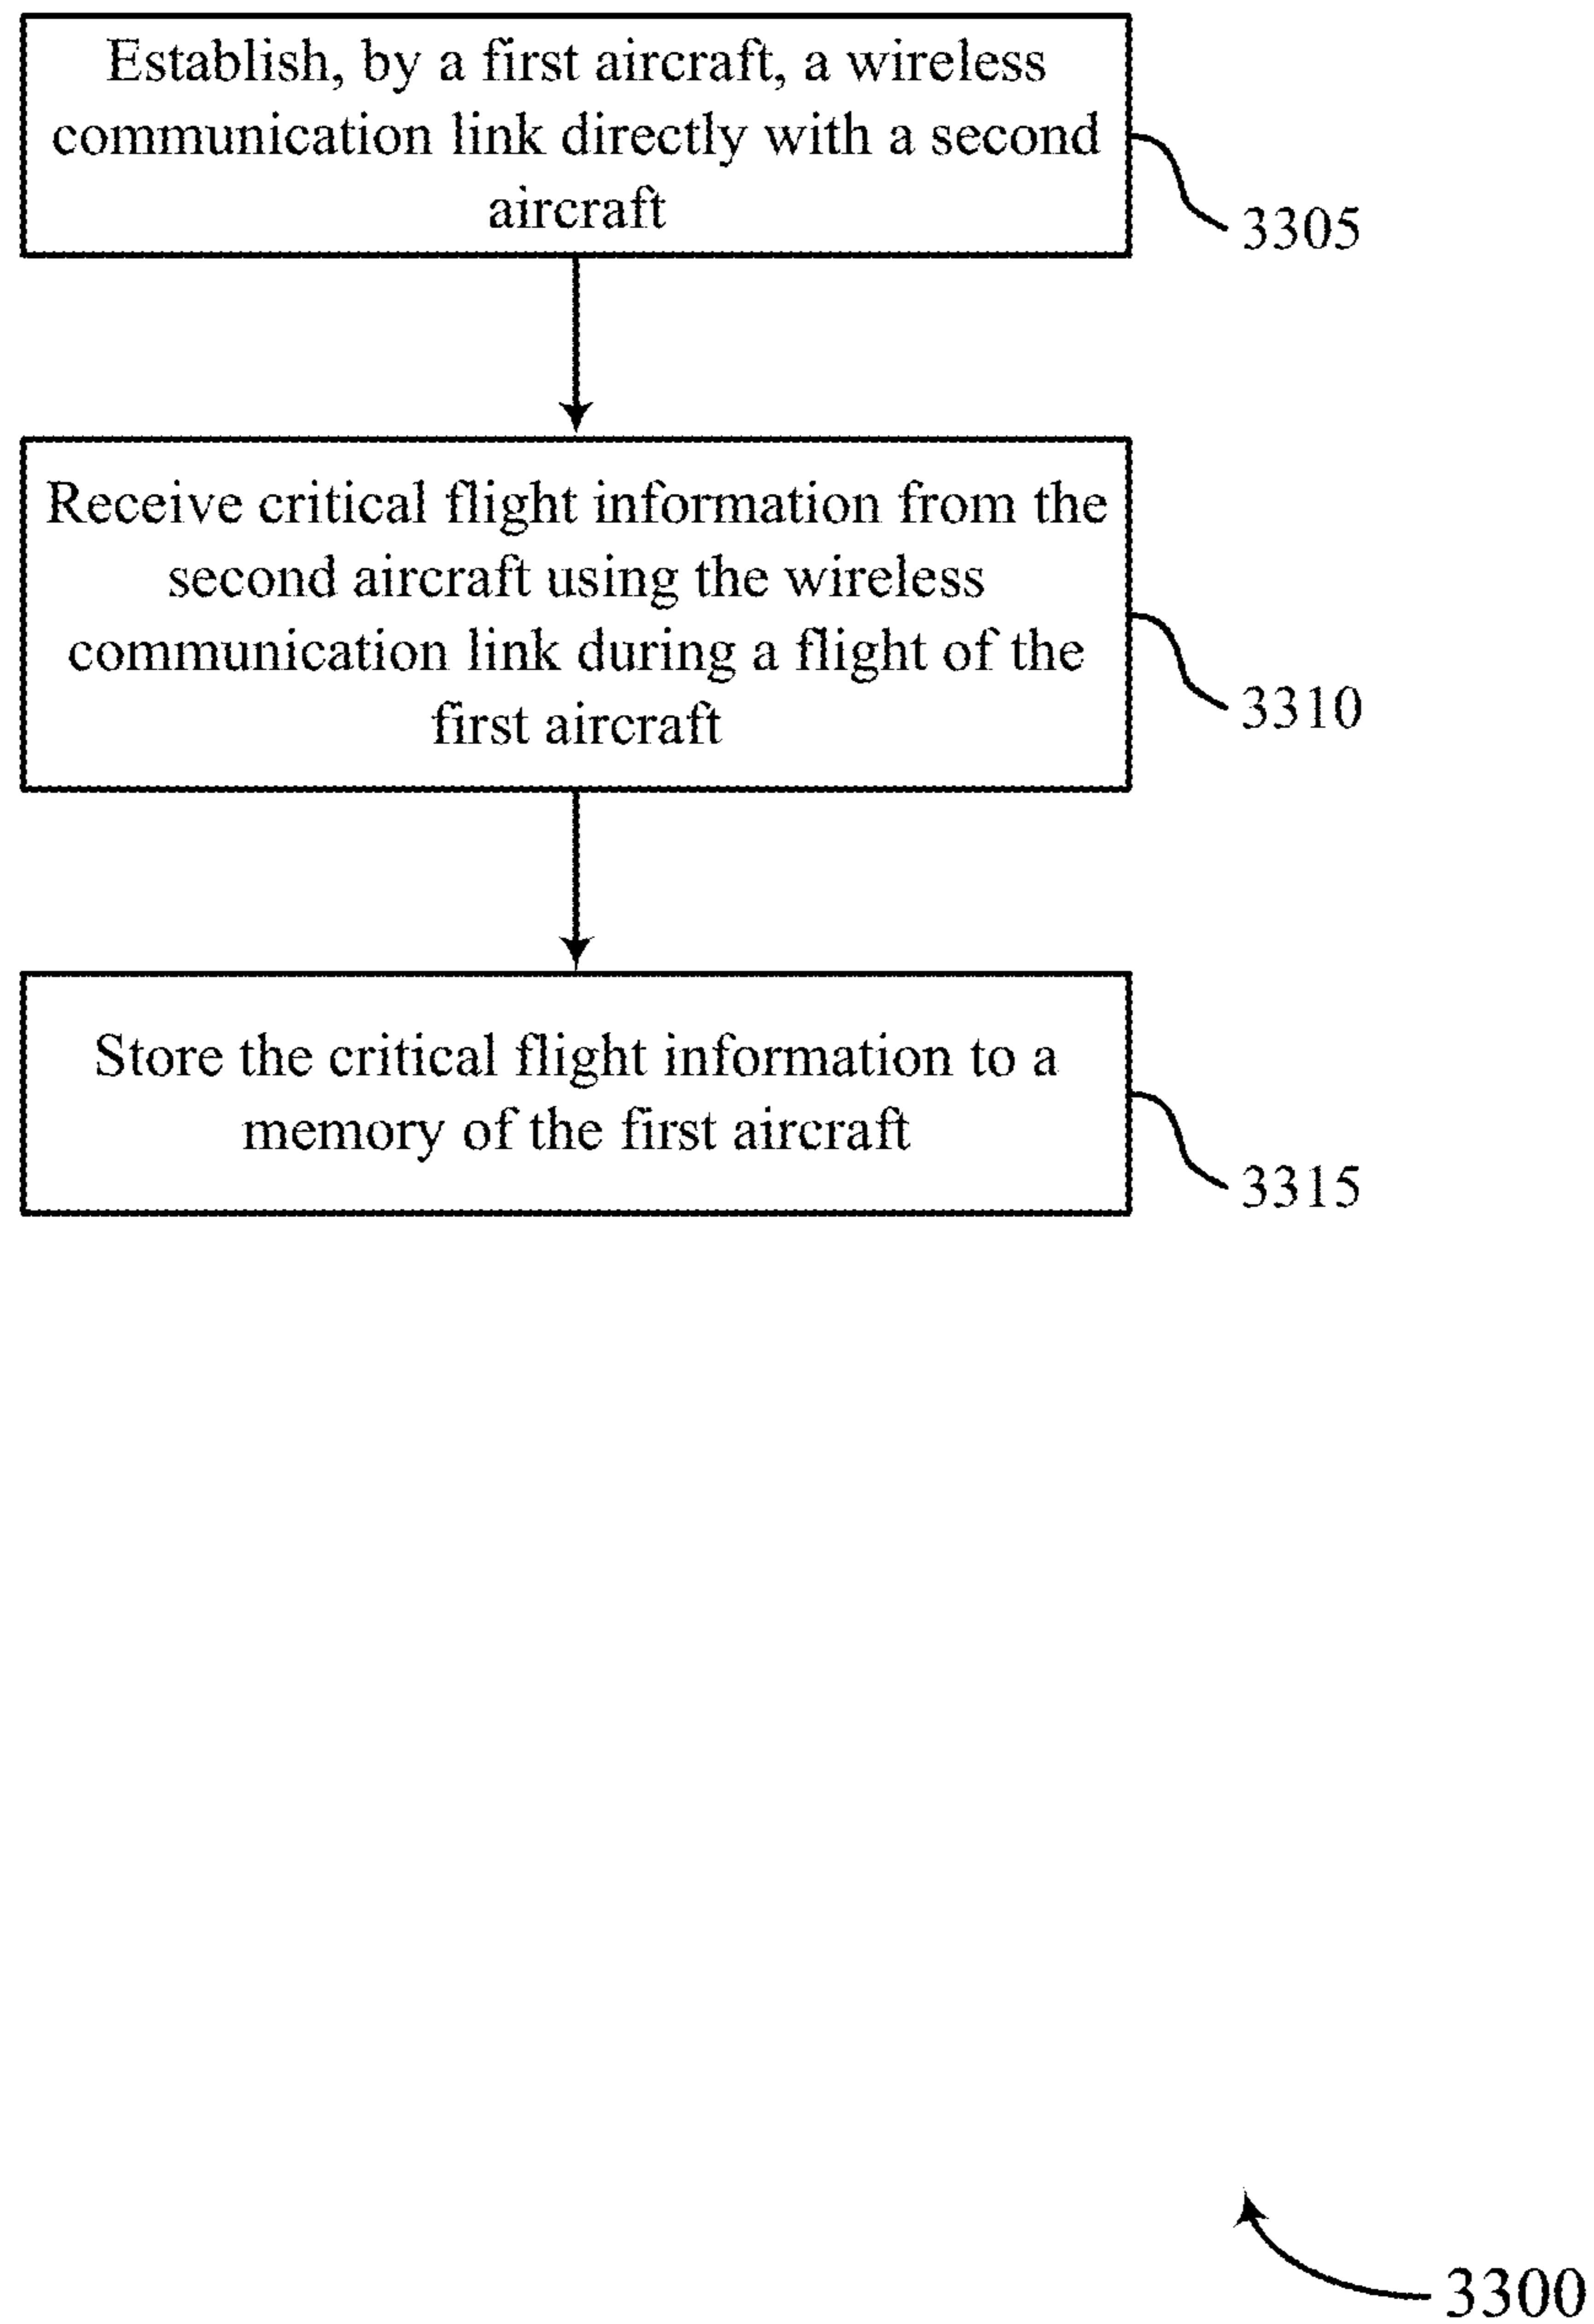 Establish, by a first aircraft, a wireless
communication link directly with a second
aircraft
3305
Receive critical flight information from the
second aircraft using the wireless
communication link during a flight of the
first aircraft
3310
Store the critical flight information to a
memory of the first aircraft
3315
3300